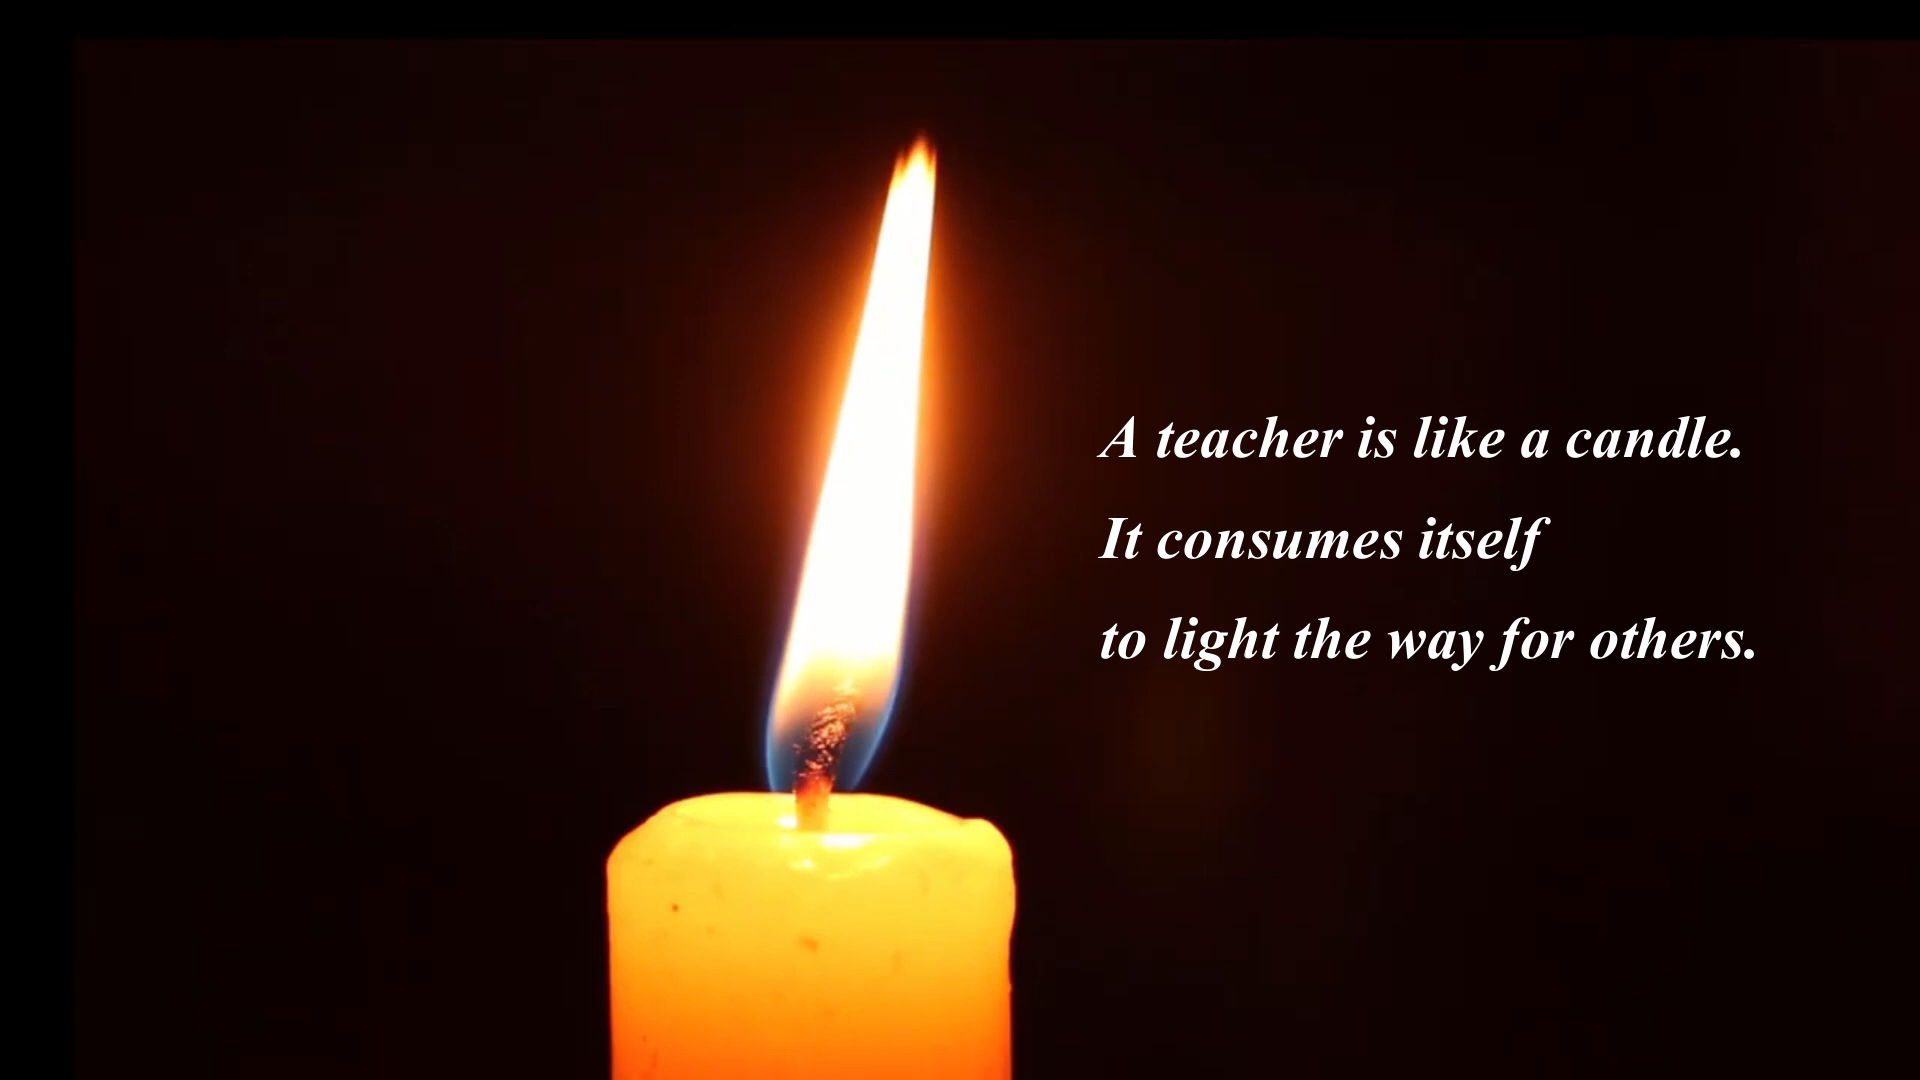 A teacher is like a candle.
It consumes itself
to light the way for others.